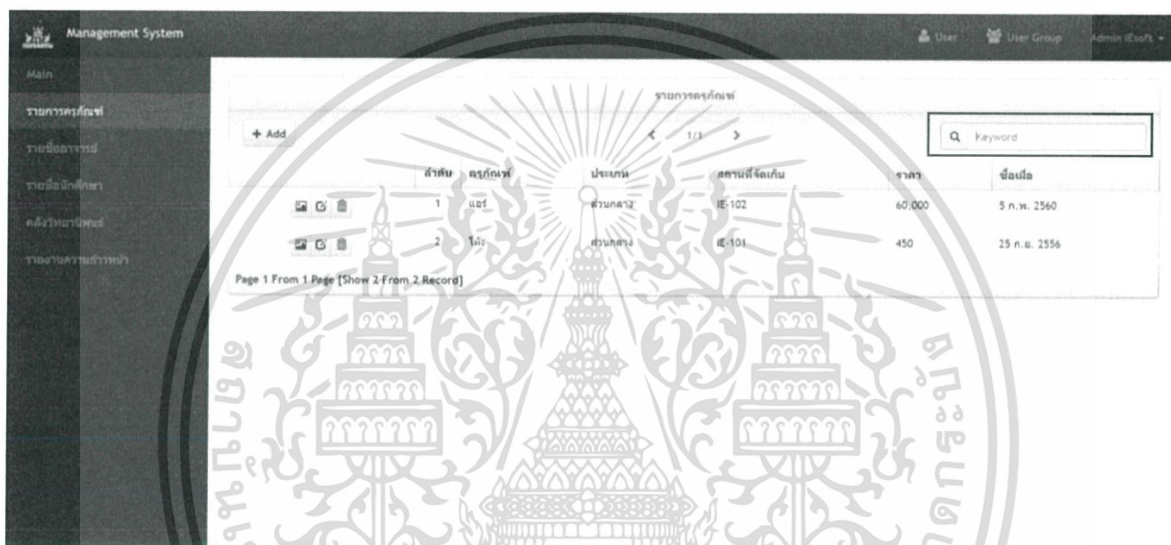 Management System
User
User Group
Admin IEsoft
Main
รายการครุภัณฑ์
รายชื่ออาจารย์
รายชื่อนักศึกษา
คลังวิทยานิพนธ์
รายงานความก้าวหน้า
รายการครุภัณฑ์
+ Add
< 1/1 >
Keyword
ลำดับ ครุภัณฑ์ ประเภท สถานที่จัดเก็บ ราคา ซื้อเมื่อ
1 แอร์ ส่วนกลาง IE-102 60,000 5 ก.พ. 2560
2 โต๊ะ ส่วนกลาง IE-101 450 25 ก.ย. 2556
Page 1 From 1 Page [Show 2 From 2 Record]